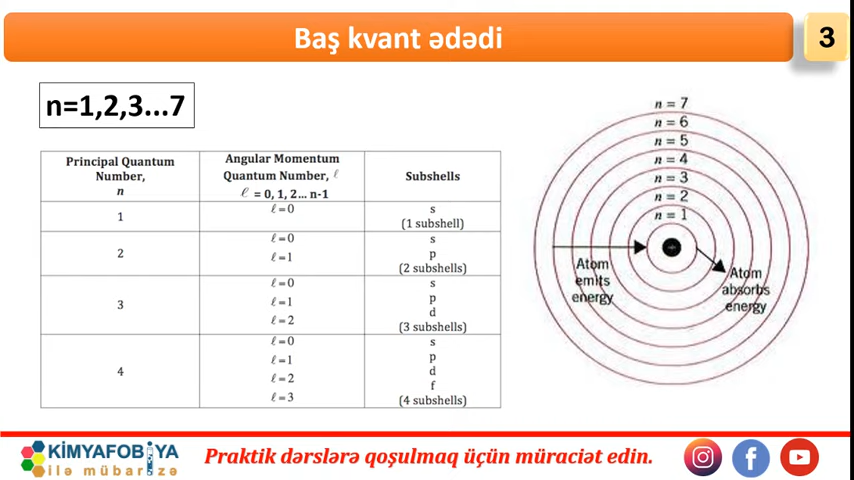 Baş kvant ədədi
3
n=1,2,3...7
Principal Quantum
Number,
n
Angular Momentum
Quantum Number, ℓ
ℓ = 0, 1, 2... n-1
Subshells
1
ℓ = 0
s
(1 subshell)
2
ℓ = 0
ℓ = 1
s
p
(2 subshells)
3
ℓ = 0
ℓ = 1
ℓ = 2
s
p
d
(3 subshells)
4
ℓ = 0
ℓ = 1
ℓ = 2
ℓ = 3
s
p
d
f
(4 subshells)
n = 7
n = 6
n = 5
n = 4
n = 3
n = 2
n = 1
+
Atom
emits
energy
Atom
absorbs
energy
KİMYAFOBİYA
ilə mübarizə
Praktik dərslərə qoşulmaq üçün müraciət edin.